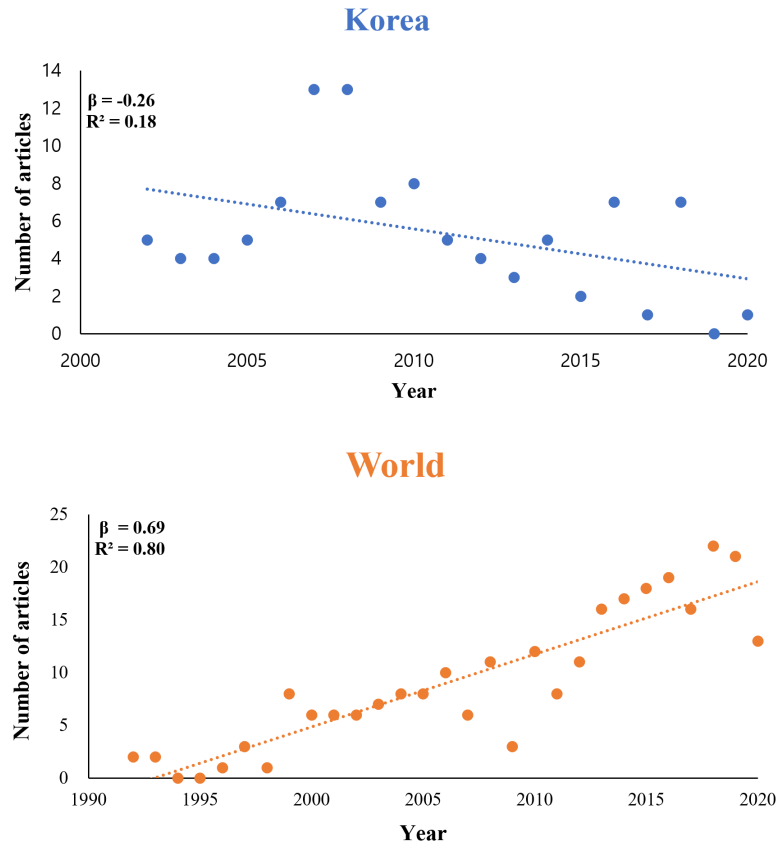 Korea
β = -0.26
R² = 0.18
Number of articles
14
12
10
8
6
4
2
0
2000 2005 2010 2015 2020
Year
World
β = 0.69
R² = 0.80
Number of articles
25
20
15
10
5
0
1990 1995 2000 2005 2010 2015 2020
Year